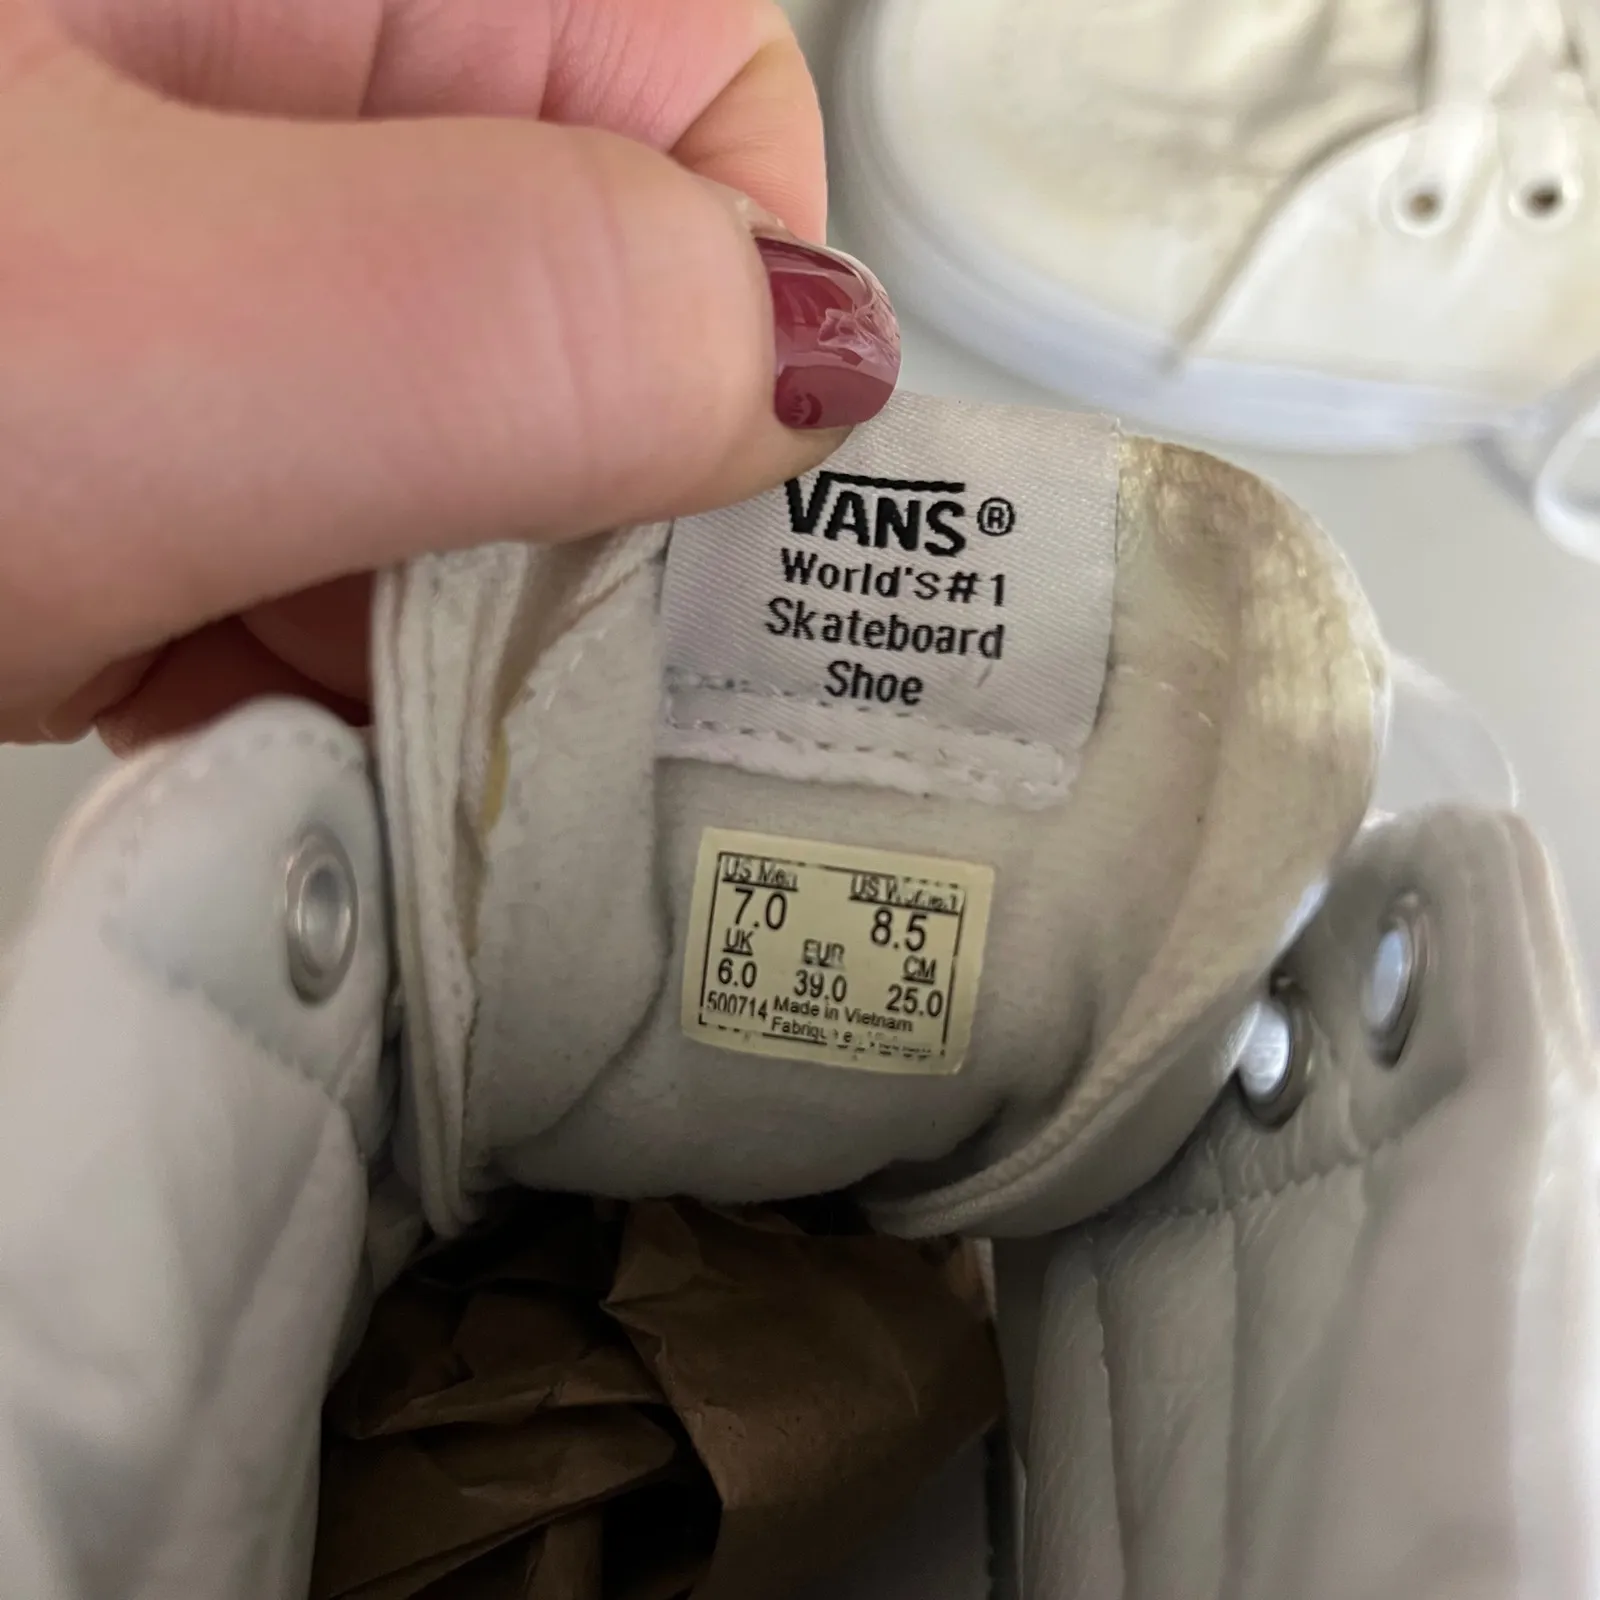 VANS®
World's #1
Skateboard
Shoe
US Men US Women
7.0 8.5
UK EUR CM
6.0 39.0 25.0
500714 Made in Vietnam